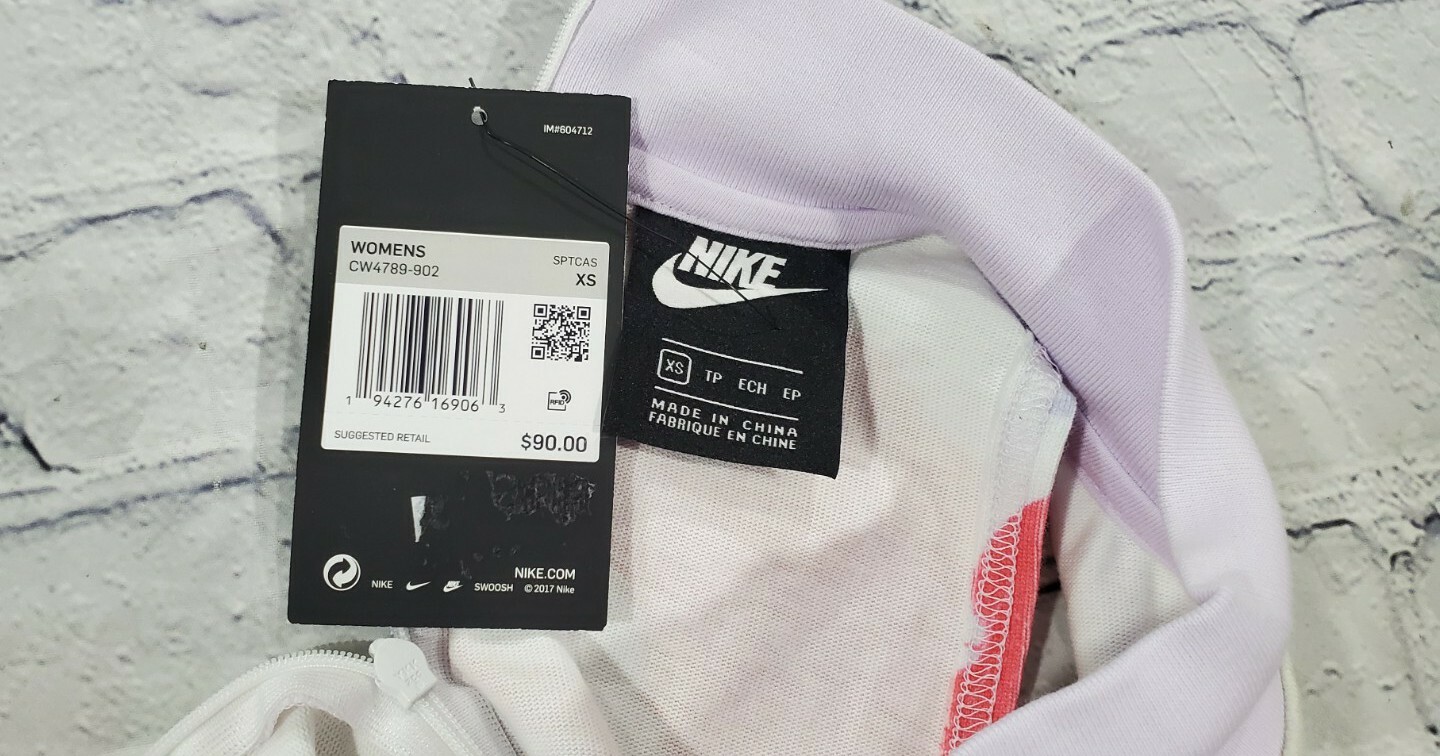 IM#604712
WOMENS
CW4789-902
SPTCAS
XS
1 94276 16906 3
RFID
SUGGESTED RETAIL
$90.00
NIKE.COM
NIKE SWOOSH © 2017 Nike
NIKE
XS TP ECH EP
MADE IN CHINA
FABRIQUE EN CHINE